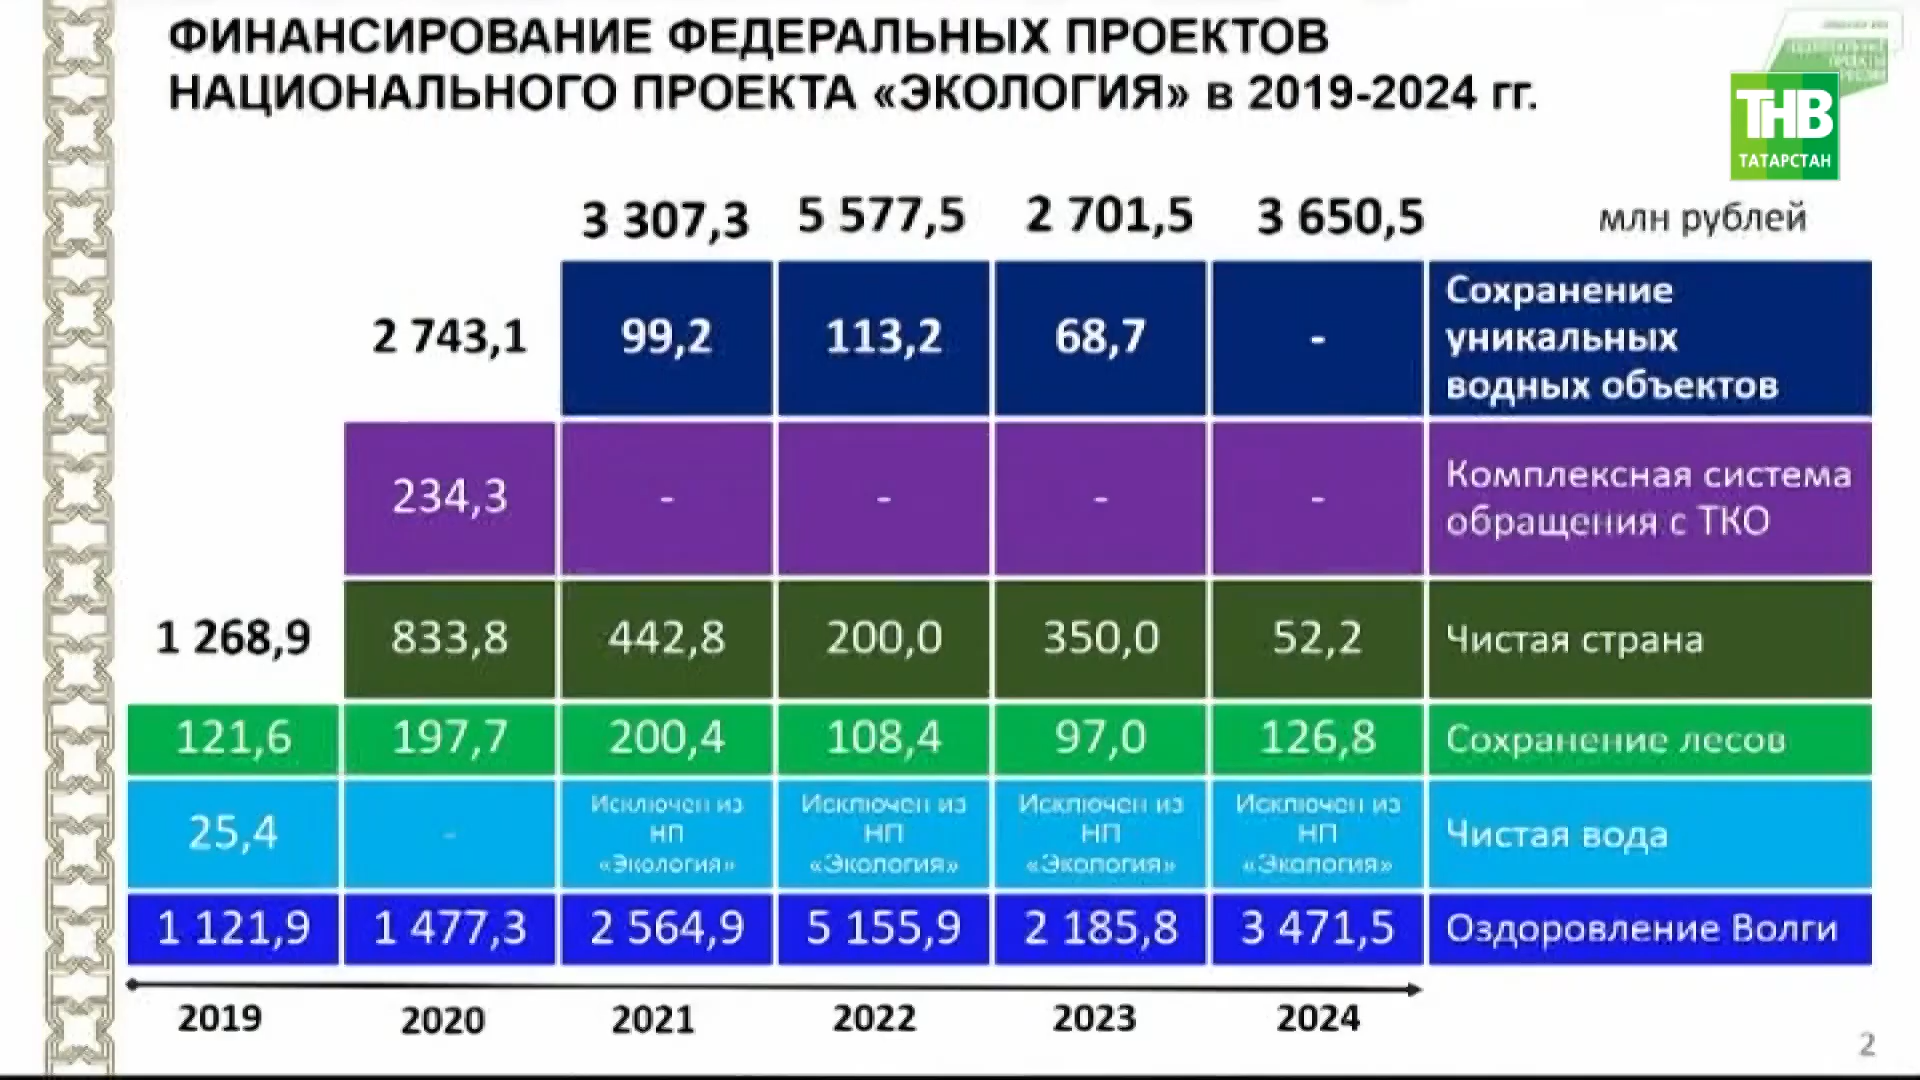 ФИНАНСИРОВАНИЕ ФЕДЕРАЛЬНЫХ ПРОЕКТОВ
НАЦИОНАЛЬНОГО ПРОЕКТА «ЭКОЛОГИЯ» в 2019-2024 гг.
ТНВ
ТАТАРСТАН
3 307,3 5 577,5 2 701,5 3 650,5 млн рублей
2 743,1 99,2 113,2 68,7 - Сохранение
уникальных
водных объектов
234,3 - - - - Комплексная система
обращения с ТКО
1 268,9 833,8 442,8 200,0 350,0 52,2 Чистая страна
121,6 197,7 200,4 108,4 97,0 126,8 Сохранение лесов
25,4 - Исключен из Исключен из Исключен из Исключен из Чистая вода
НП НП НП НП
«Экология» «Экология» «Экология» «Экология»
1 121,9 1 477,3 2 564,9 5 155,9 2 185,8 3 471,5 Оздоровление Волги
2019 2020 2021 2022 2023 2024
2